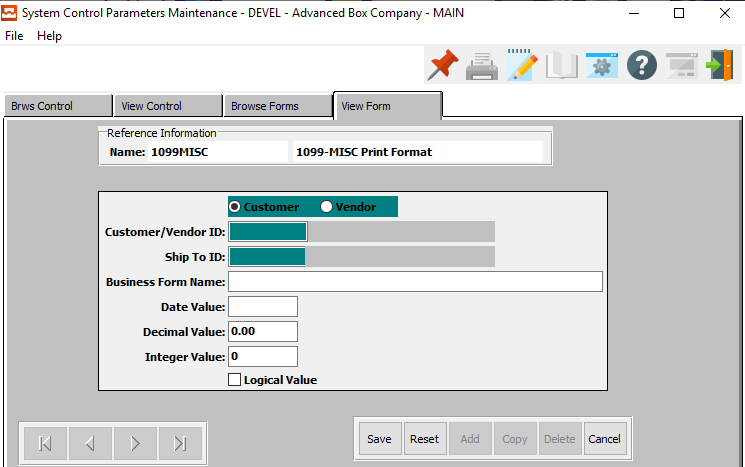 System Control Parameters Maintenance - DEVEL - Advanced Box Company - MAIN
File Help
Brws Control View Control Browse Forms View Form
Reference Information
Name: 1099MISC 1099-MISC Print Format
Customer Vendor
Customer/Vendor ID:
Ship To ID:
Business Form Name:
Date Value:
Decimal Value: 0.00
Integer Value: 0
Logical Value
Save Reset Add Copy Delete Cancel